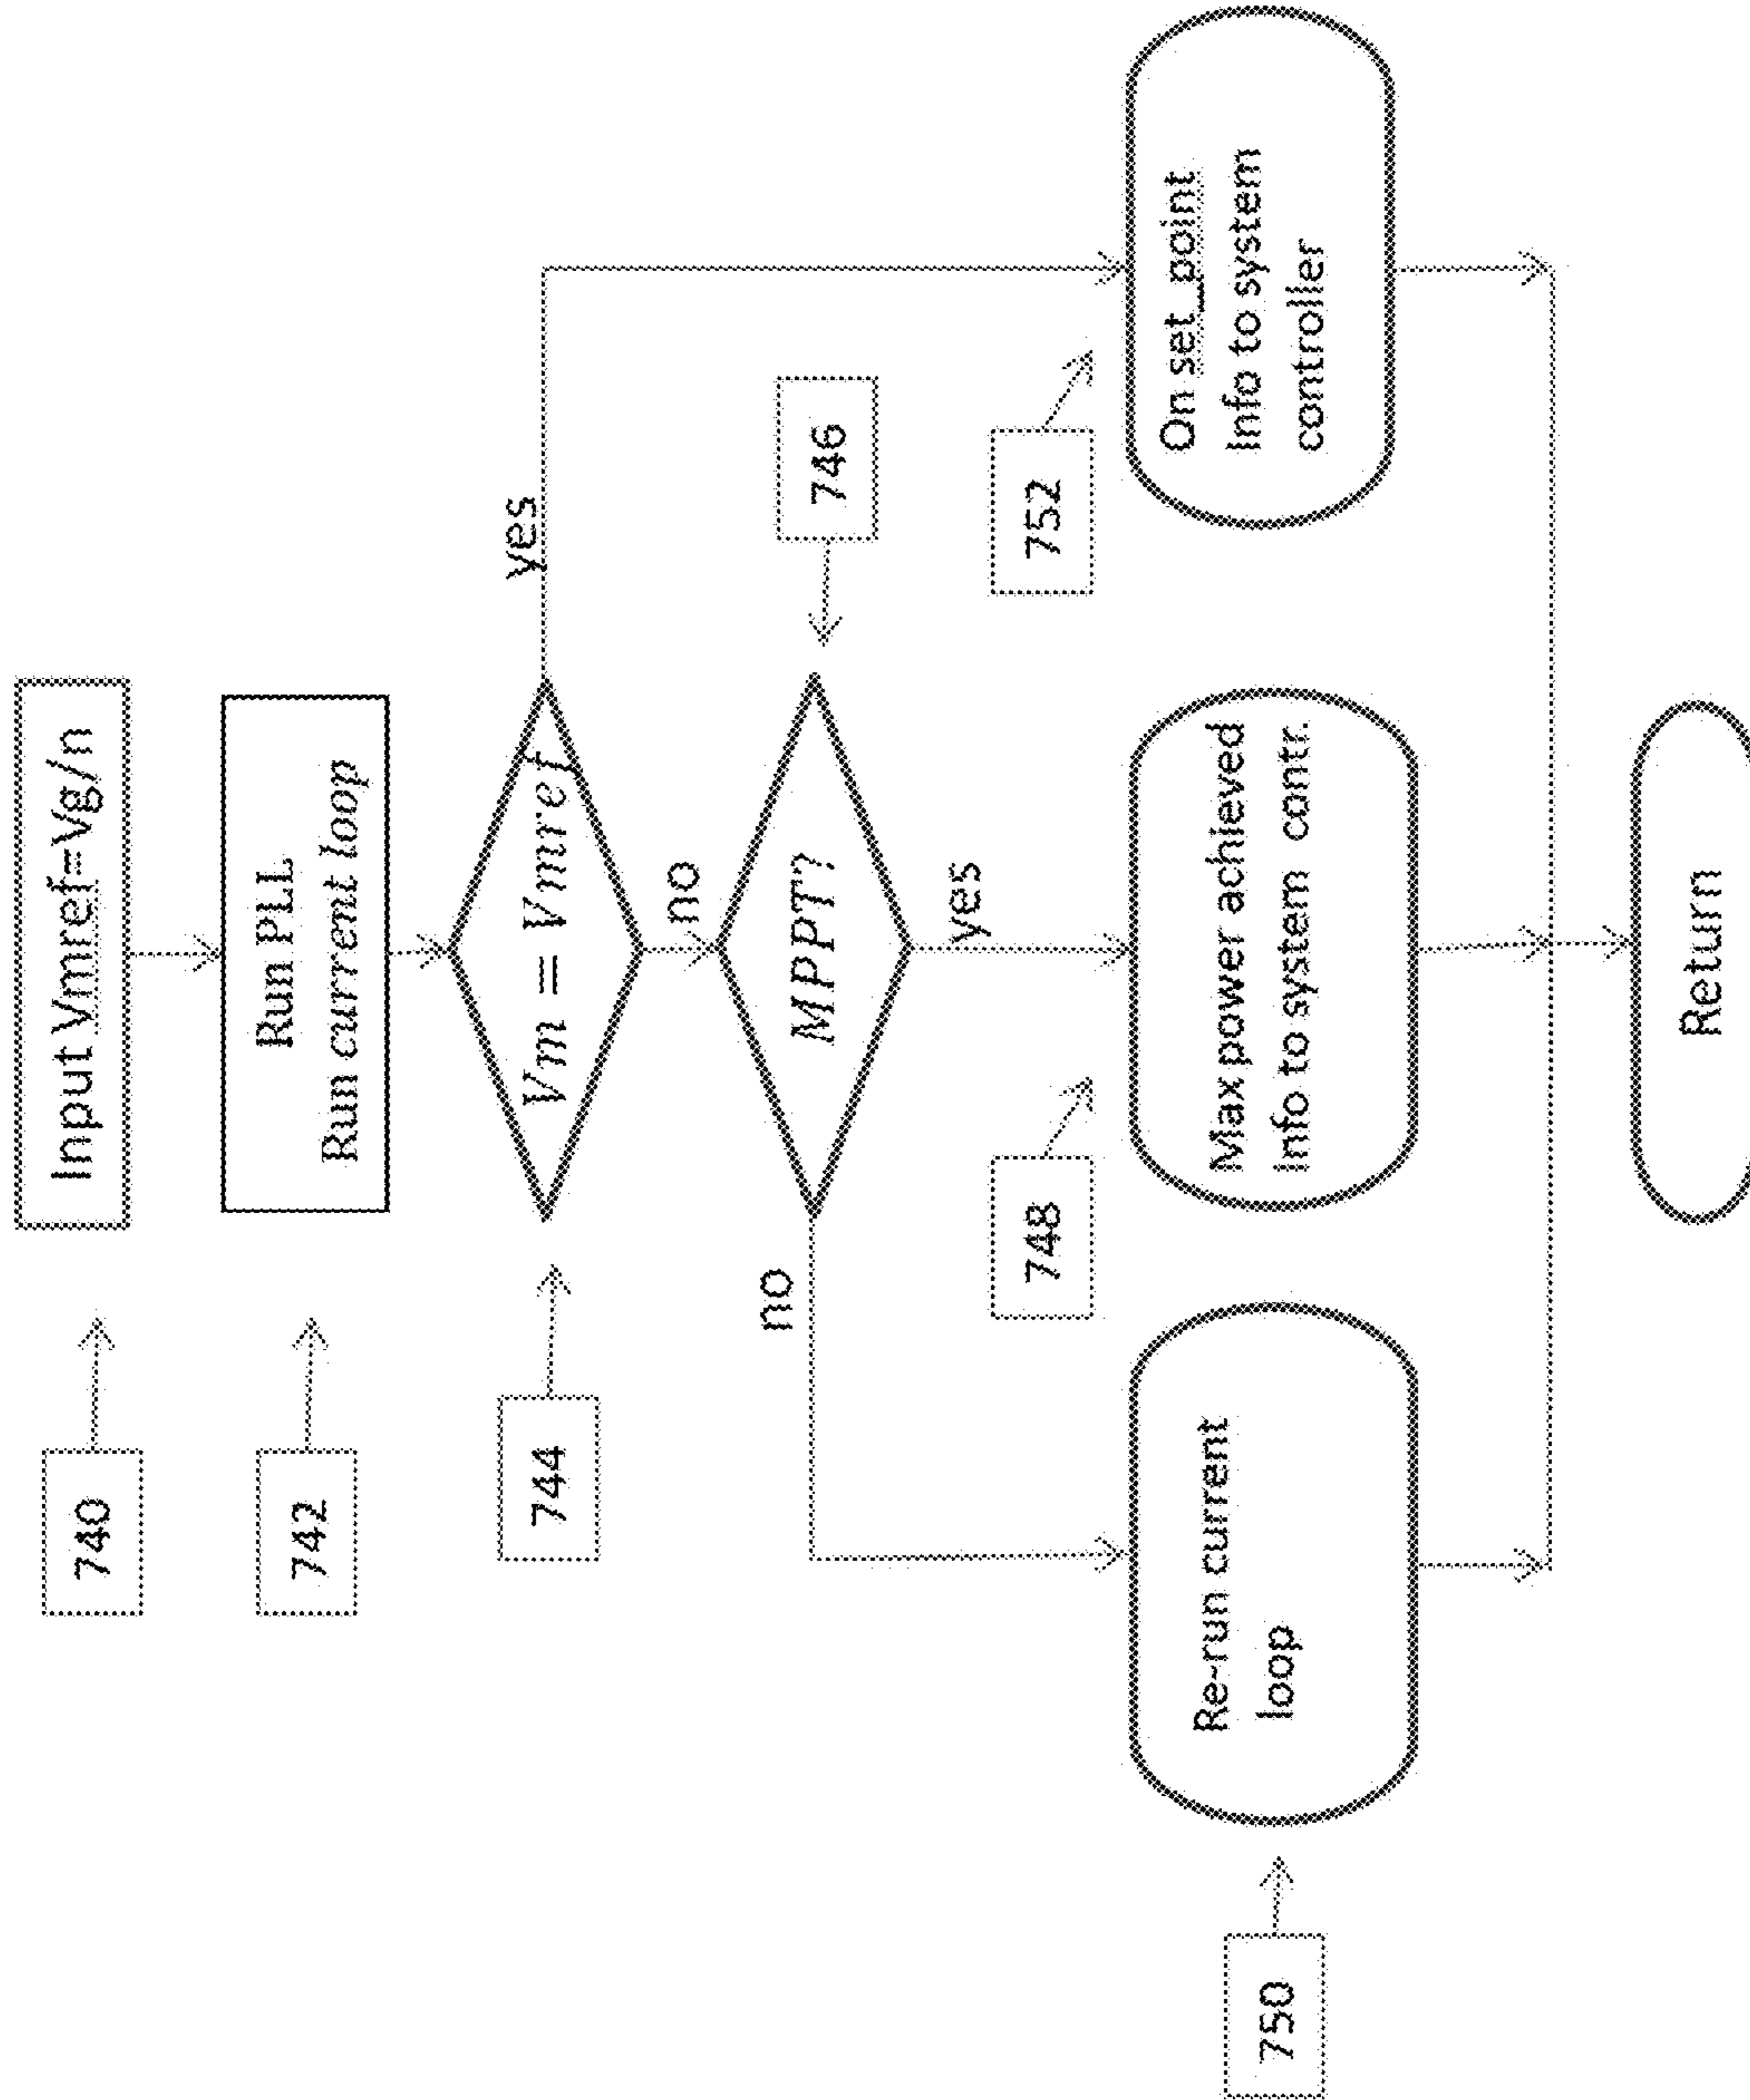 740
Input Vmref=Vg/n
742
Run PLL
Run current loop
744
Vm = Vmref
yes
no
746
MPPT?
no
yes
748
752
750
Re-run current
loop
Max power achieved
Info to system contr.
On set_point
Info to system
controller
Return